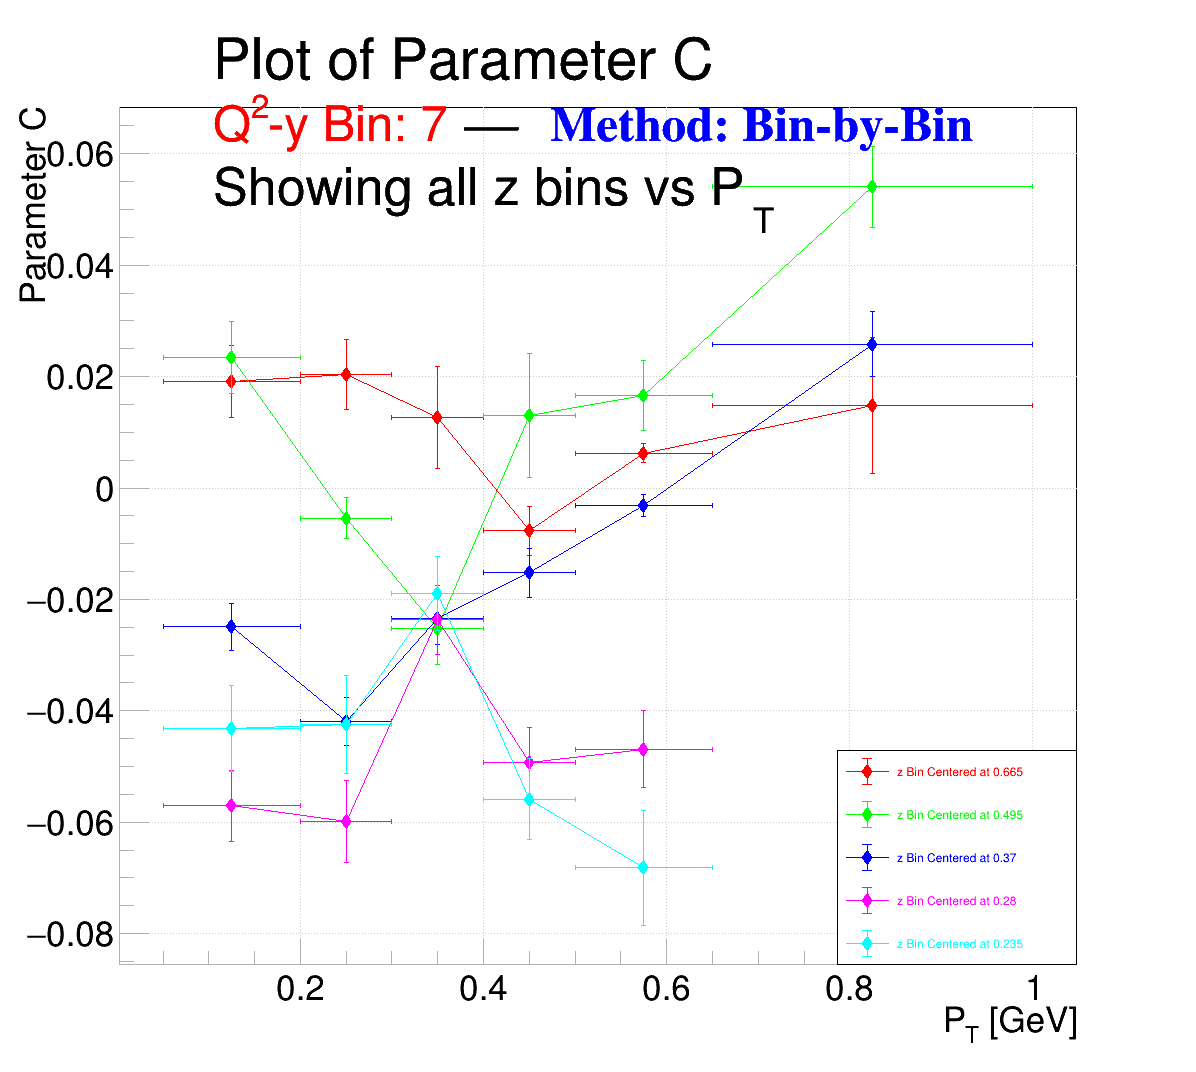 Plot of Parameter C
Q²-y Bin: 7 — Method: Bin-by-Bin
Showing all z bins vs P_T
Parameter C
0.06
0.04
0.02
0
−0.02
−0.04
−0.06
−0.08
z Bin Centered at 0.665
z Bin Centered at 0.495
z Bin Centered at 0.37
z Bin Centered at 0.28
z Bin Centered at 0.235
0.2 0.4 0.6 0.8 1
P_T [GeV]